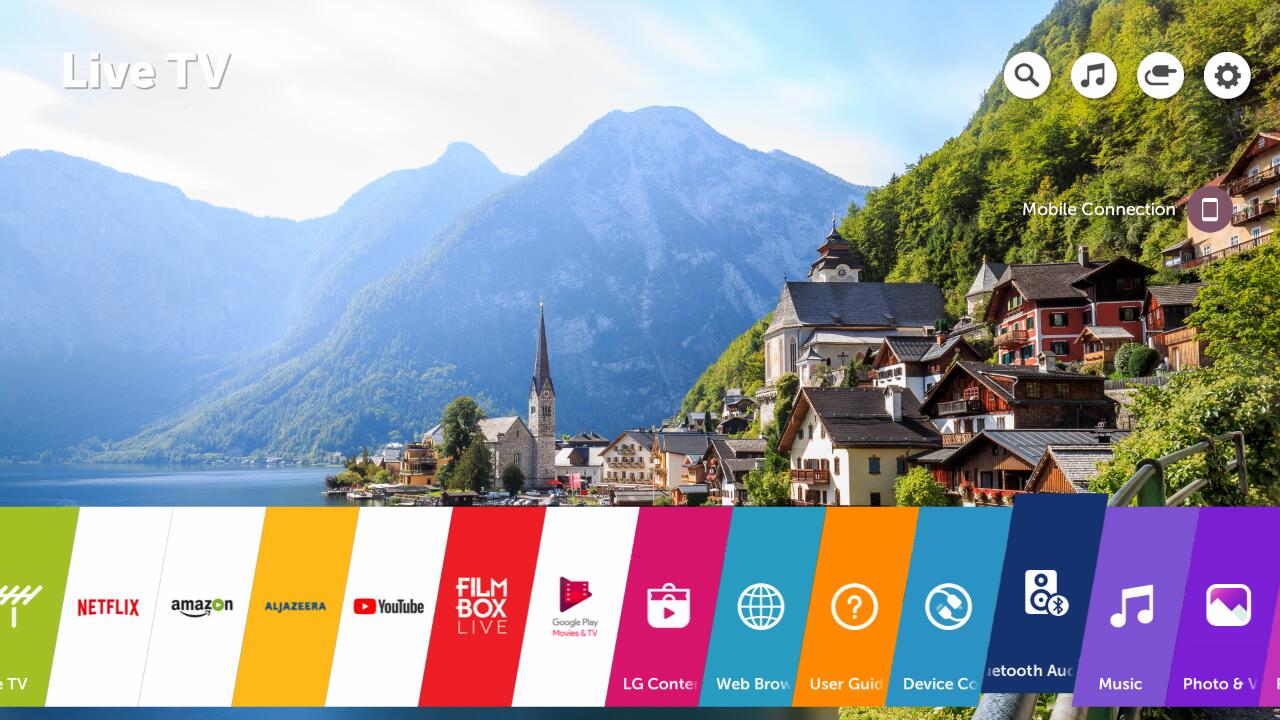 Live TV
Mobile Connection
NETFLIX
amazon
ALJAZEERA
YouTube
FILM
BOX
LIVE
Google Play
Movies & TV
e TV
LG Conte
Web Brow
User Guid
Device Co
uetooth Au
Music
Photo & V